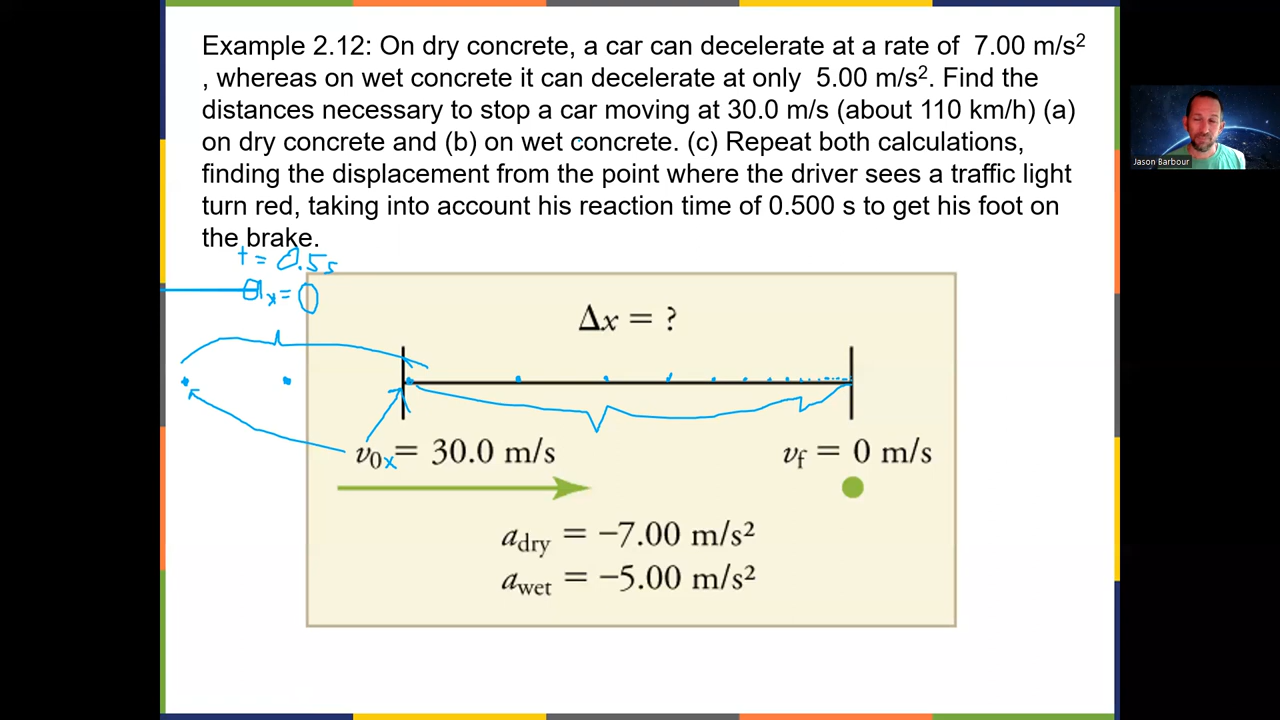 Example 2.12: On dry concrete, a car can decelerate at a rate of 7.00 m/s²
, whereas on wet concrete it can decelerate at only 5.00 m/s². Find the
distances necessary to stop a car moving at 30.0 m/s (about 110 km/h) (a)
on dry concrete and (b) on wet concrete. (c) Repeat both calculations,
finding the displacement from the point where the driver sees a traffic light
turn red, taking into account his reaction time of 0.500 s to get his foot on
the brake.
Jason Barbour
t = 0.5s
aₓ = 0
Δx = ?
v₀ₓ = 30.0 m/s
v_f = 0 m/s
a_dry = −7.00 m/s²
a_wet = −5.00 m/s²